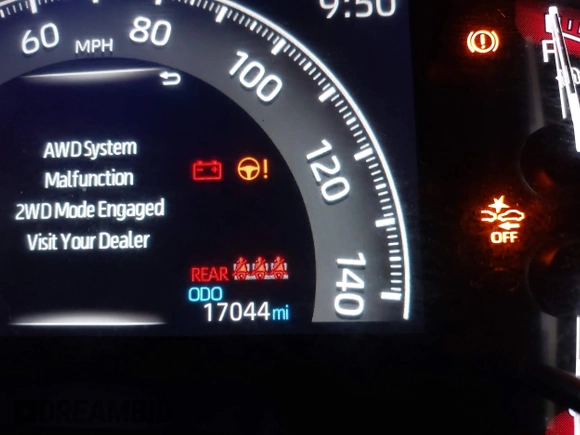 9:50
60
MPH
80
100
120
140
AWD System
Malfunction
2WD Mode Engaged
Visit Your Dealer
!
REAR
ODO
17044 mi
OFF
DREAMBID